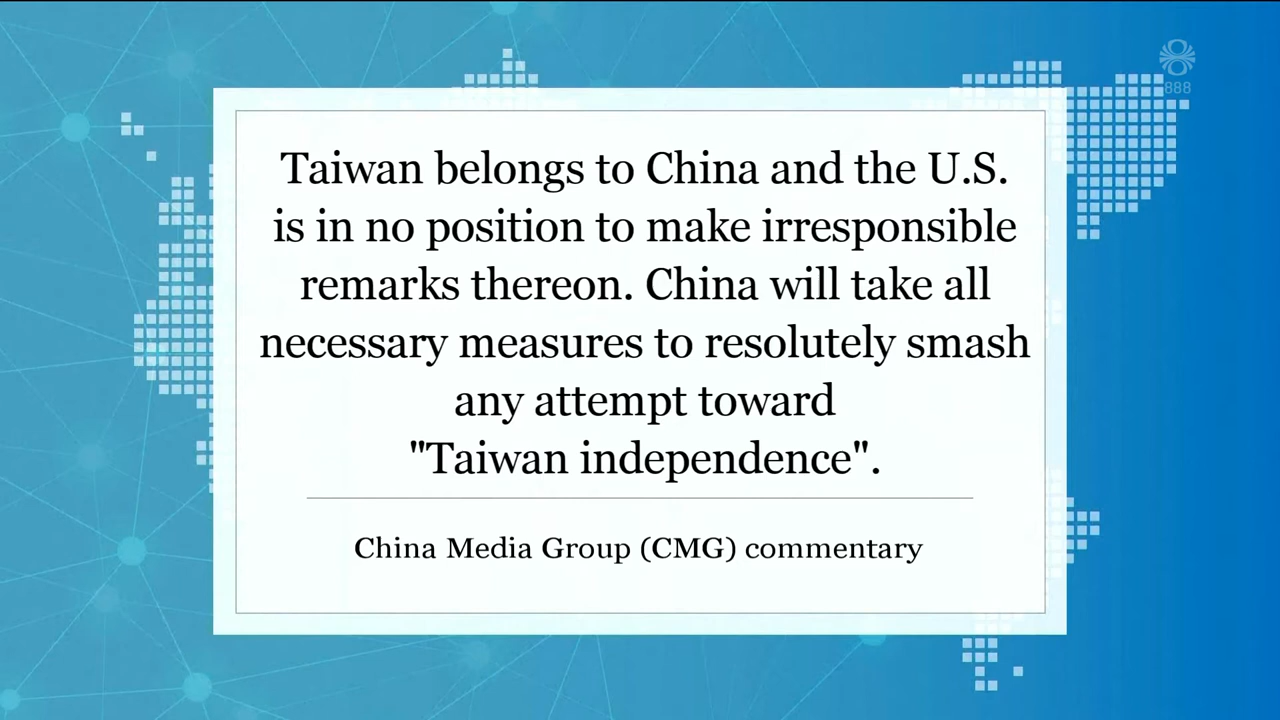 888
Taiwan belongs to China and the U.S.
is in no position to make irresponsible
remarks thereon. China will take all
necessary measures to resolutely smash
any attempt toward
"Taiwan independence".
China Media Group (CMG) commentary